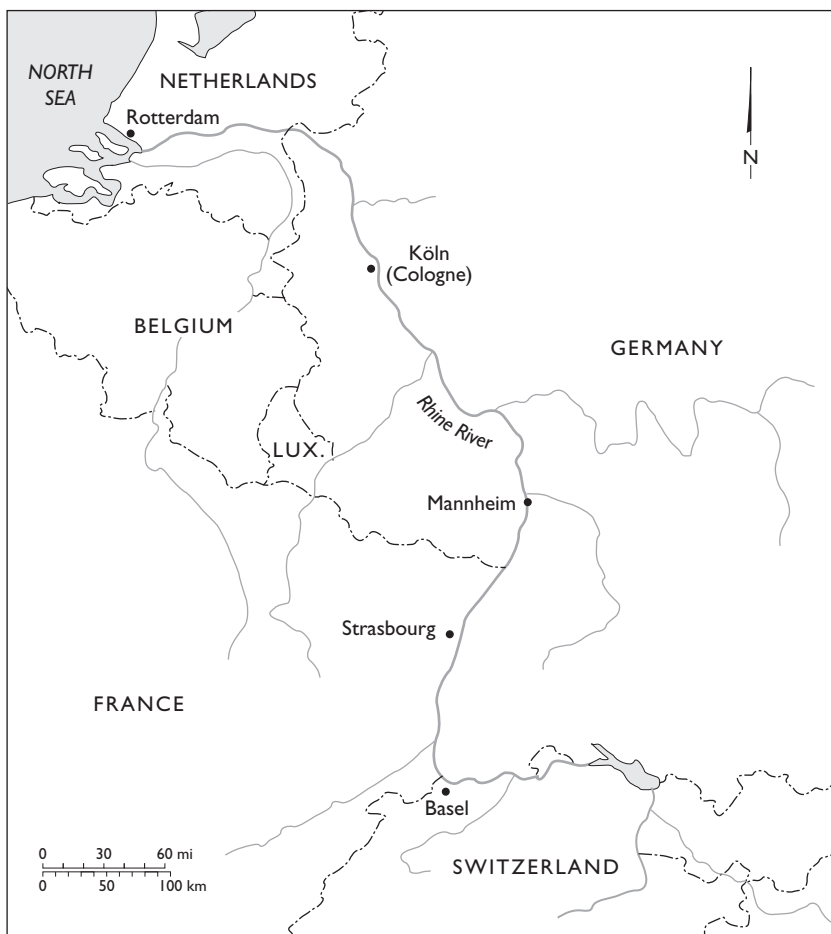 NORTH
SEA
NETHERLANDS
Rotterdam
N
Köln
(Cologne)
BELGIUM
GERMANY
Rhine River
LUX.
Mannheim
Strasbourg
FRANCE
Basel
SWITZERLAND
0 30 60 mi
0 50 100 km